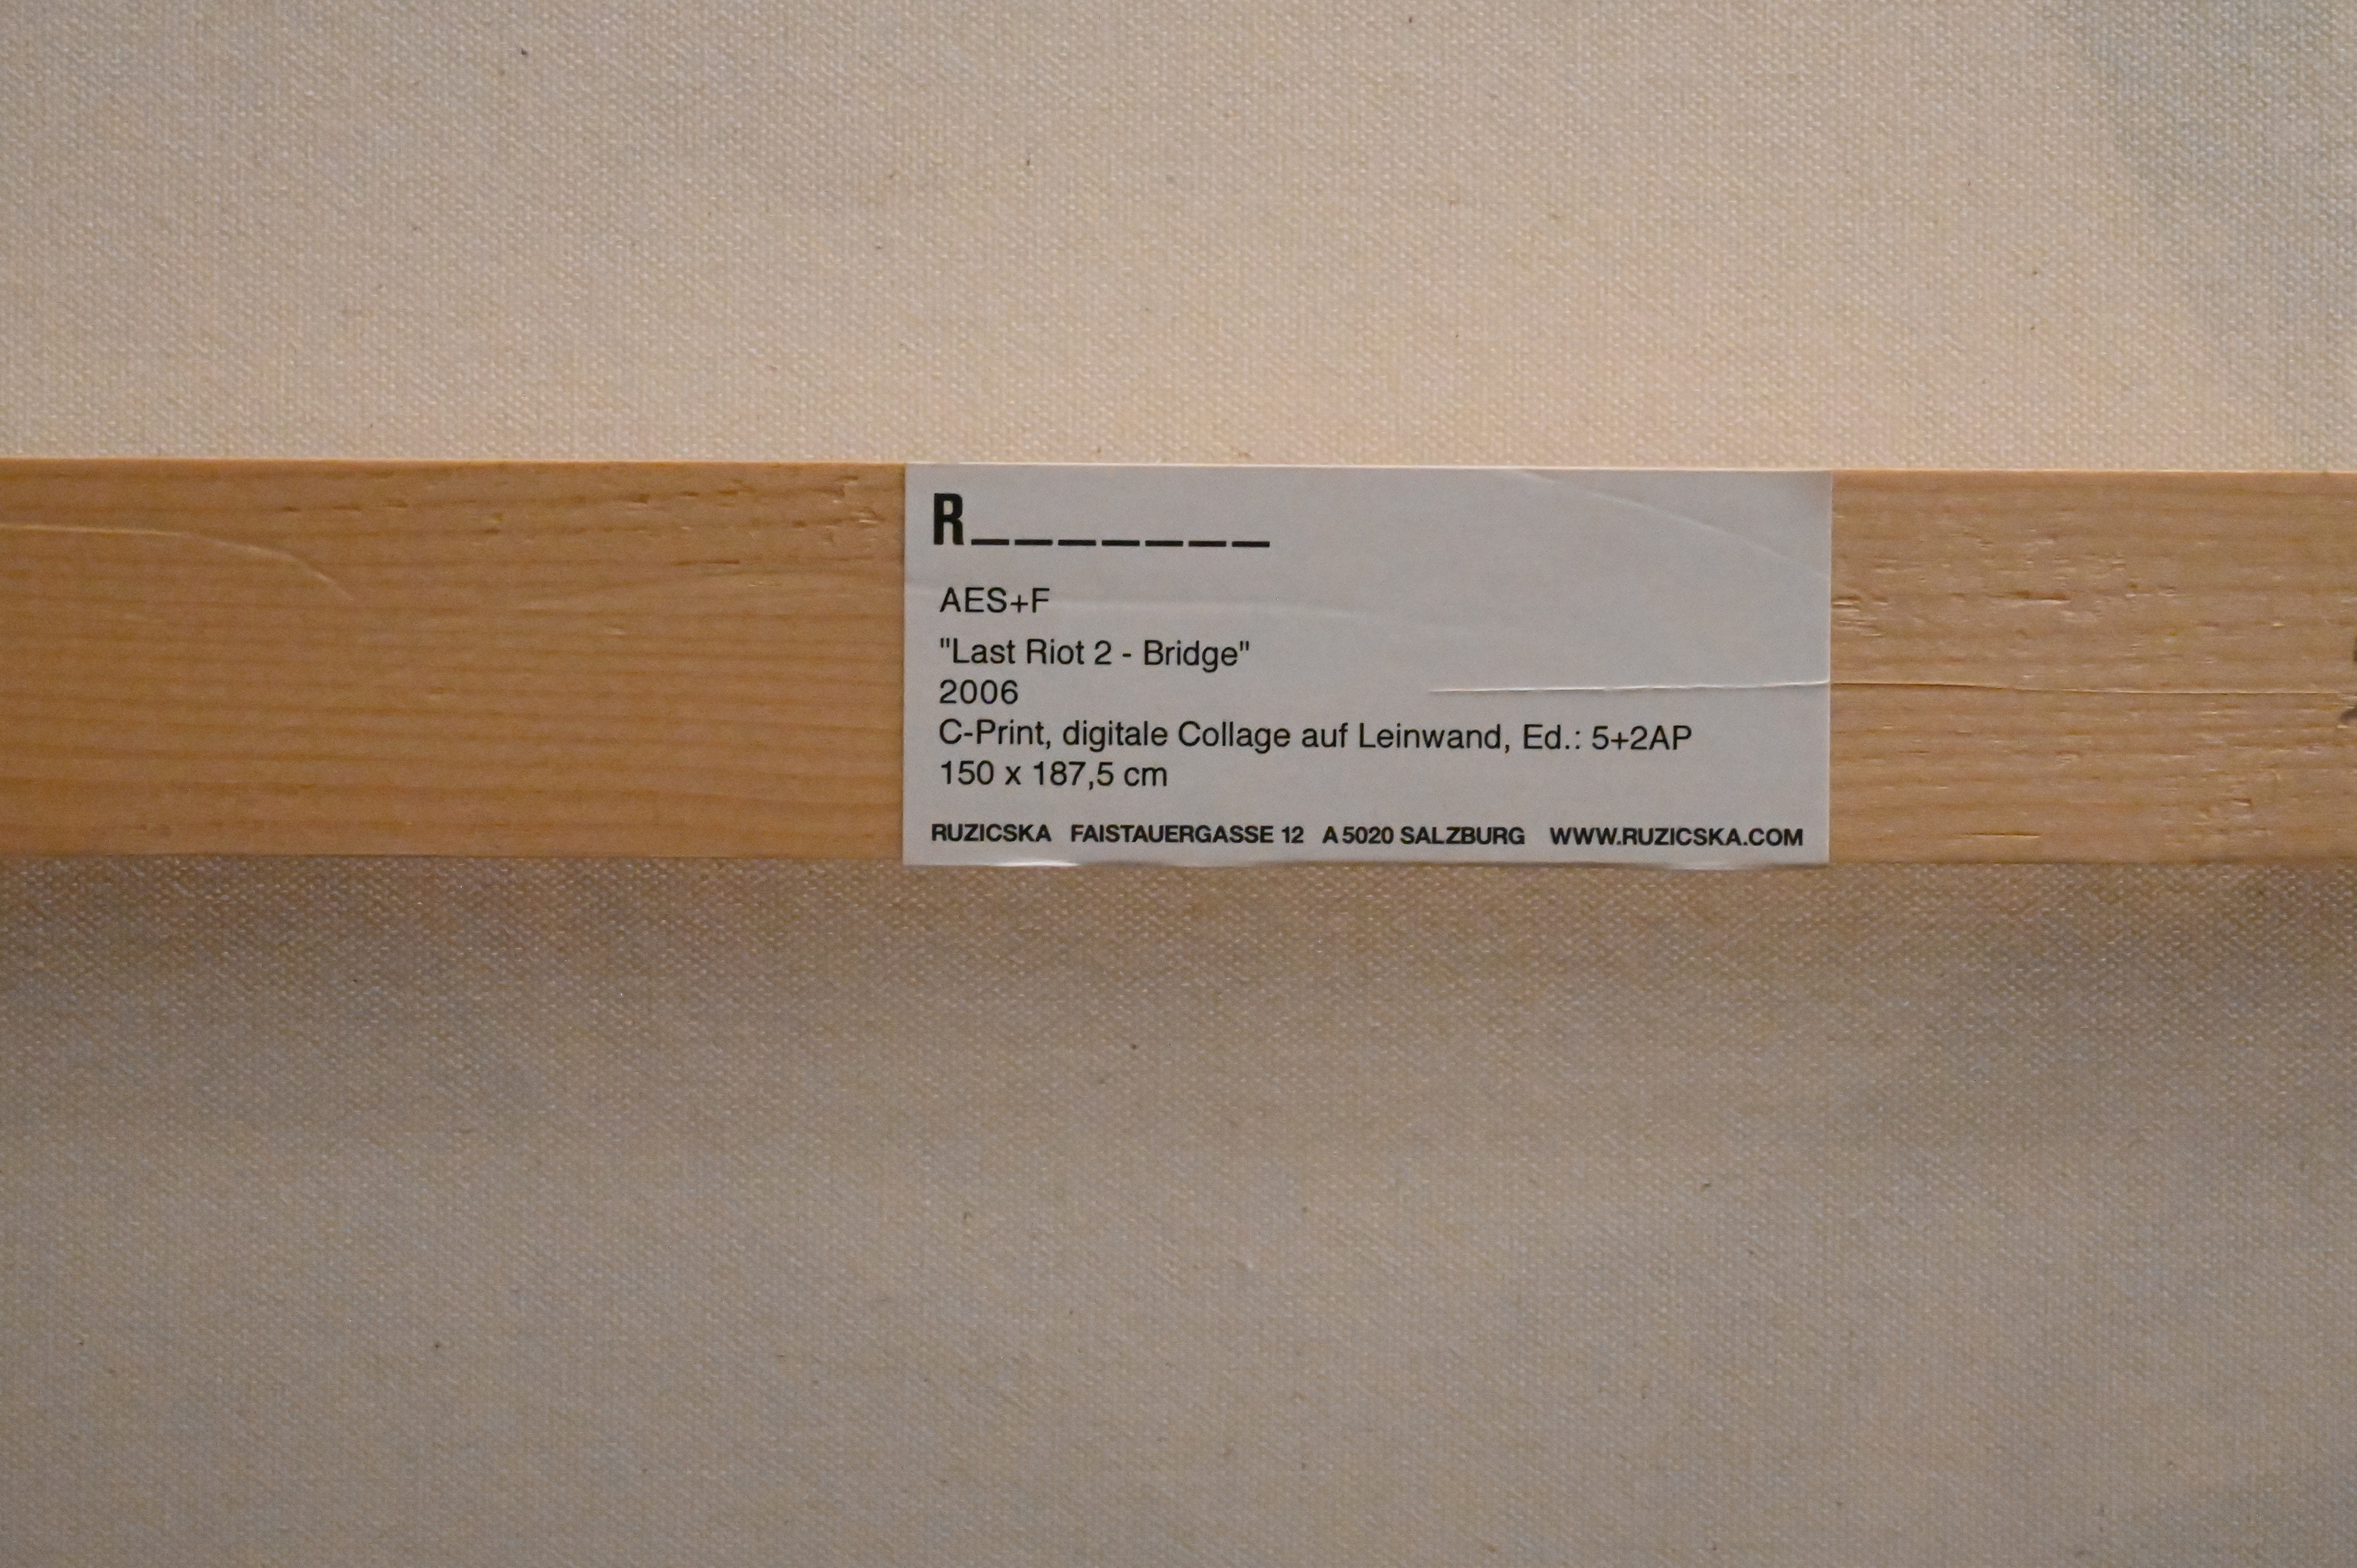 R_______
AES+F
"Last Riot 2 - Bridge"
2006
C-Print, digitale Collage auf Leinwand, Ed.: 5+2AP
150 x 187,5 cm
RUZICSKA FAISTAUERGASSE 12 A 5020 SALZBURG WWW.RUZICSKA.COM